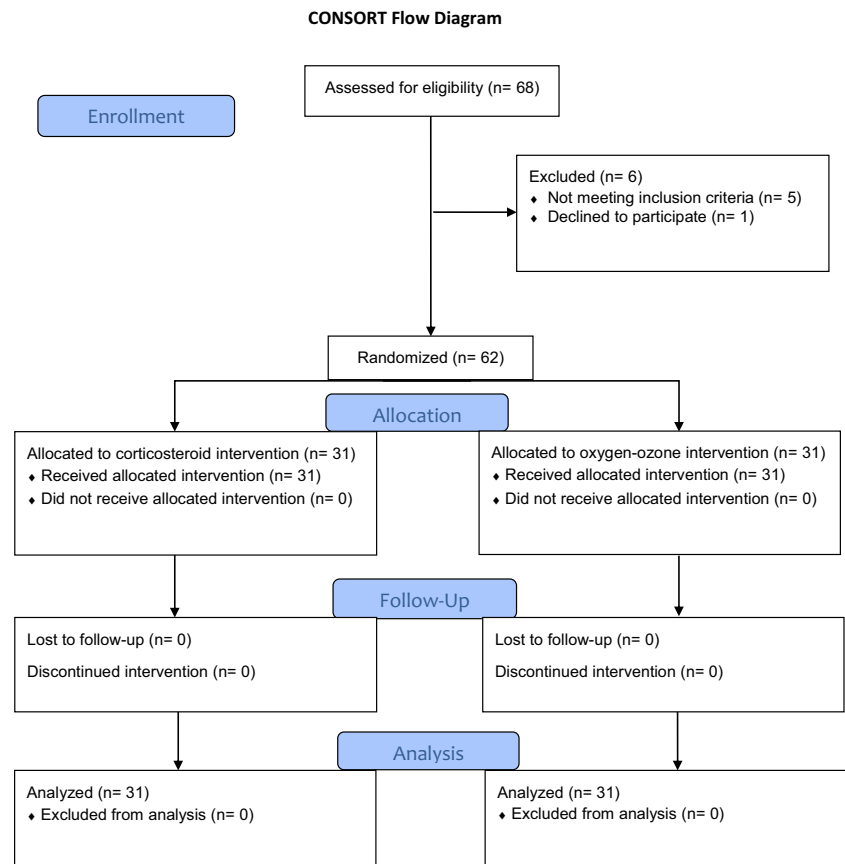 CONSORT Flow Diagram
Assessed for eligibility (n= 68)
Enrollment
Excluded (n= 6)
♦ Not meeting inclusion criteria (n= 5)
♦ Declined to participate (n= 1)
Randomized (n= 62)
Allocation
Allocated to corticosteroid intervention (n= 31)
♦ Received allocated intervention (n= 31)
♦ Did not receive allocated intervention (n= 0)
Allocated to oxygen-ozone intervention (n= 31)
♦ Received allocated intervention (n= 31)
♦ Did not receive allocated intervention (n= 0)
Follow-Up
Lost to follow-up (n= 0)
Discontinued intervention (n= 0)
Lost to follow-up (n= 0)
Discontinued intervention (n= 0)
Analysis
Analyzed (n= 31)
♦ Excluded from analysis (n= 0)
Analyzed (n= 31)
♦ Excluded from analysis (n= 0)